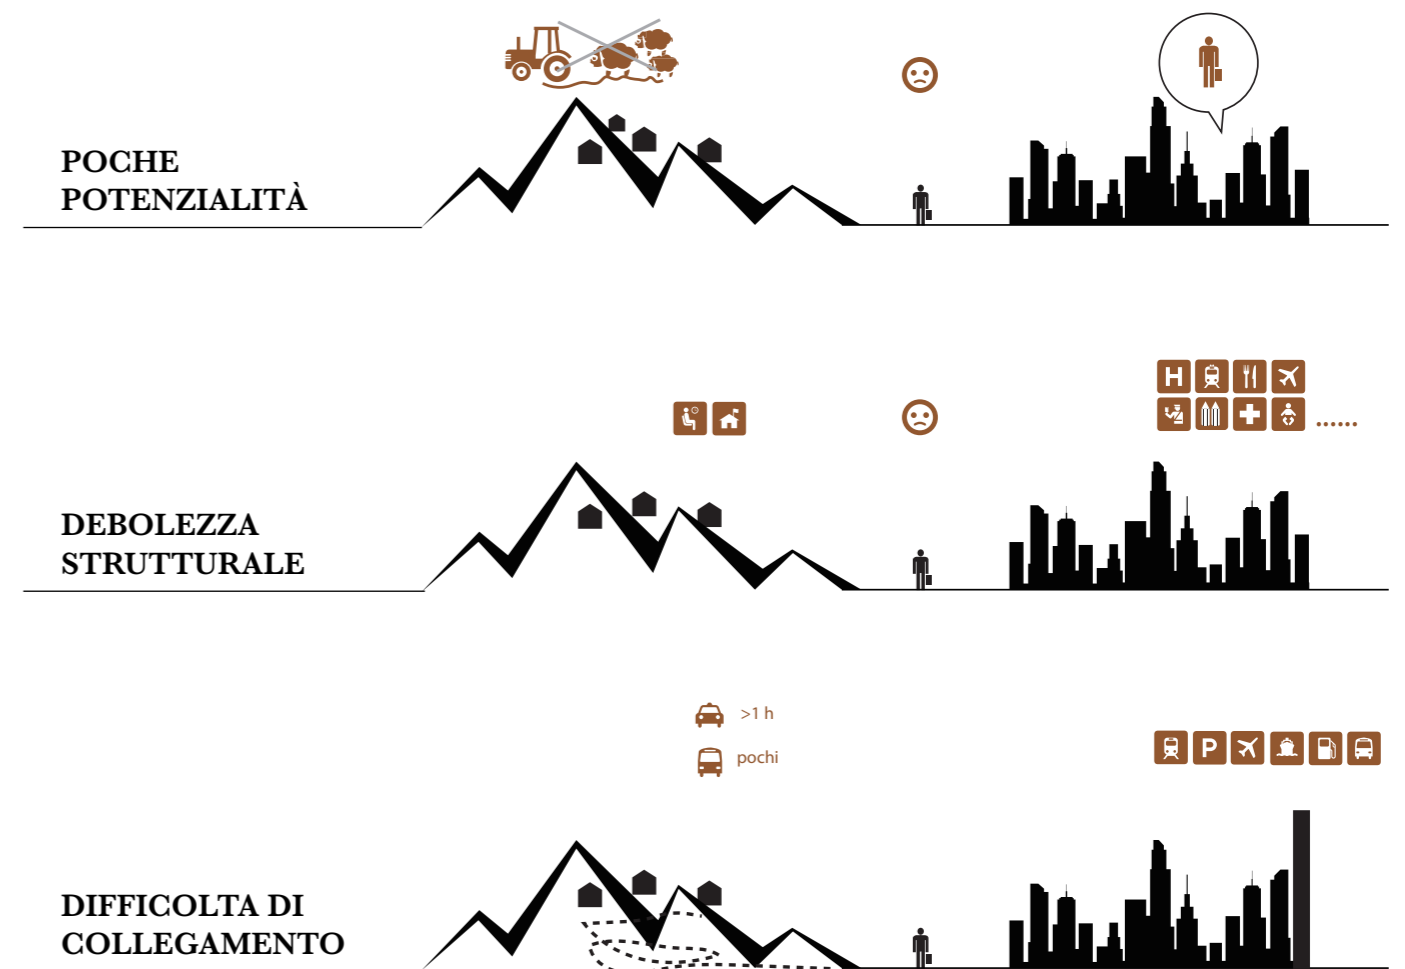 POCHE
POTENZIALITÀ
H
DEBOLEZZA
STRUTTURALE
......
>1 h
pochi
P
DIFFICOLTA DI
COLLEGAMENTO